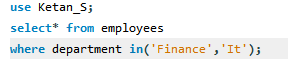 use Ketan_S;
select* from employees
where department in('Finance','It');